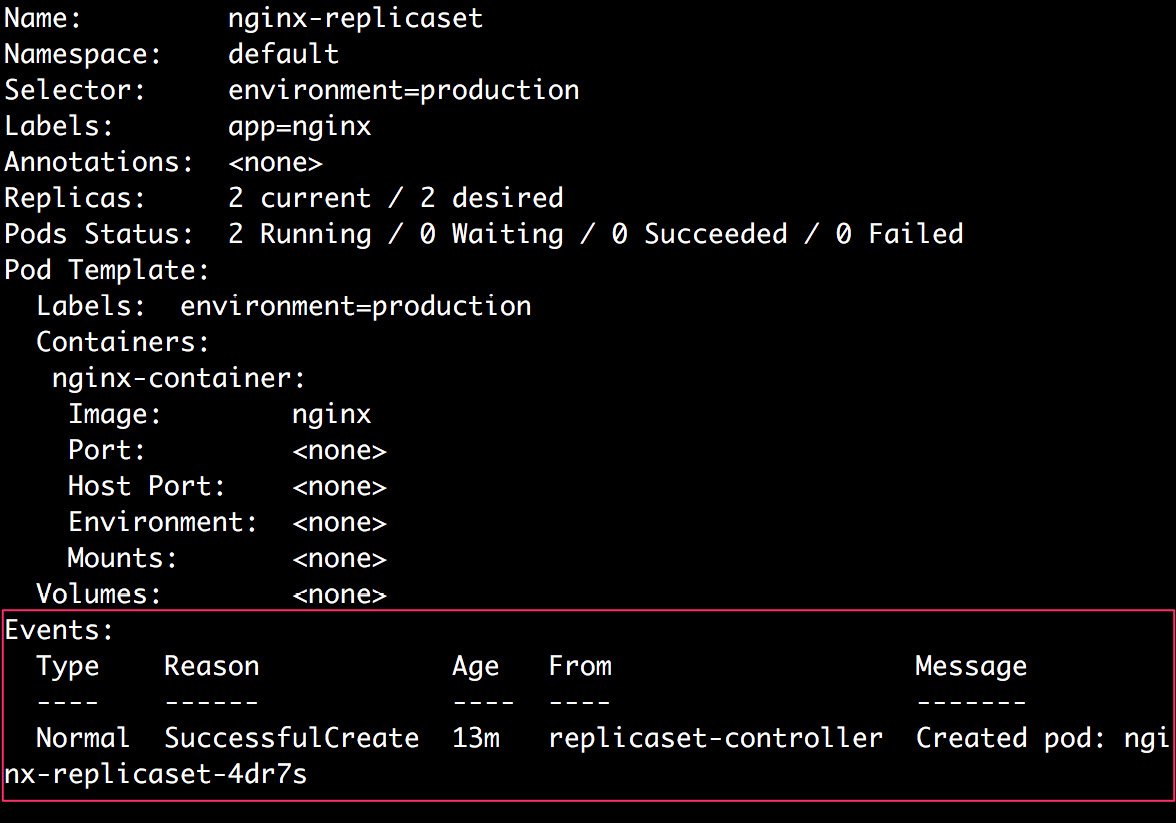 Name:         nginx-replicaset
Namespace:    default
Selector:     environment=production
Labels:       app=nginx
Annotations:  <none>
Replicas:     2 current / 2 desired
Pods Status:  2 Running / 0 Waiting / 0 Succeeded / 0 Failed
Pod Template:
  Labels:  environment=production
  Containers:
   nginx-container:
    Image:        nginx
    Port:         <none>
    Host Port:    <none>
    Environment:  <none>
    Mounts:       <none>
  Volumes:        <none>
Events:
  Type    Reason            Age   From                   Message
  ----    ------            ----  ----                   -------
  Normal  SuccessfulCreate  13m   replicaset-controller  Created pod: ngi
nx-replicaset-4dr7s